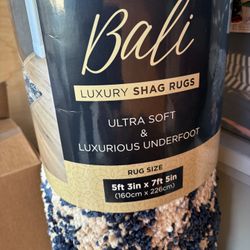 Bali
LUXURY SHAG RUGS
ULTRA SOFT
&
LUXURIOUS UNDERFOOT
RUG SIZE
5ft 3in x 7ft 5in
(160cm x 226cm)